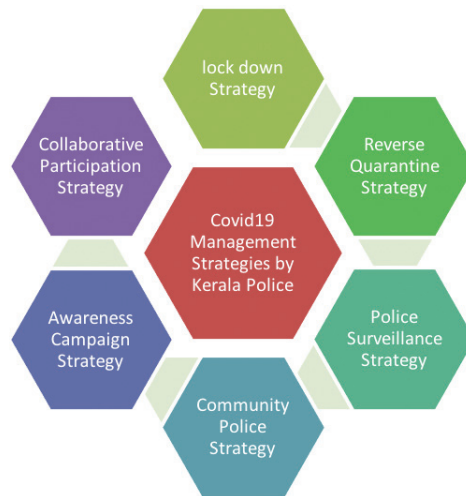 lock down
Strategy
Collaborative
Participation
Strategy
Reverse
Quarantine
Strategy
Covid19
Management
Strategies by
Kerala Police
Awareness
Campaign
Strategy
Police
Surveillance
Strategy
Community
Police
Strategy